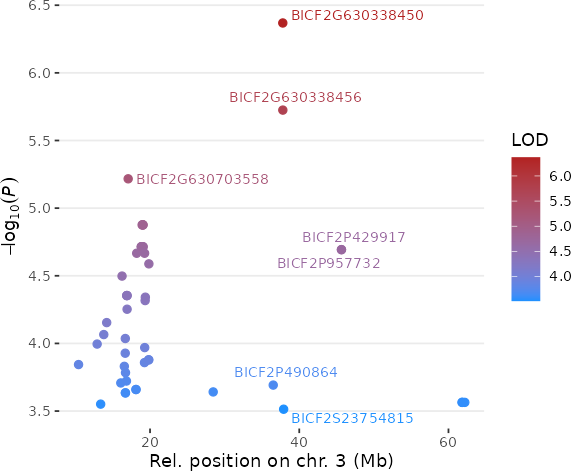 6.5
BICF2G630338450
6.0
BICF2G630338456
5.5
BICF2G630703558
5.0
BICF2P429917
BICF2P957732
4.5
4.0
BICF2P490864
3.5
BICF2S23754815
−log10(P)
20
40
60
Rel. position on chr. 3 (Mb)
LOD
6.0
5.5
5.0
4.5
4.0